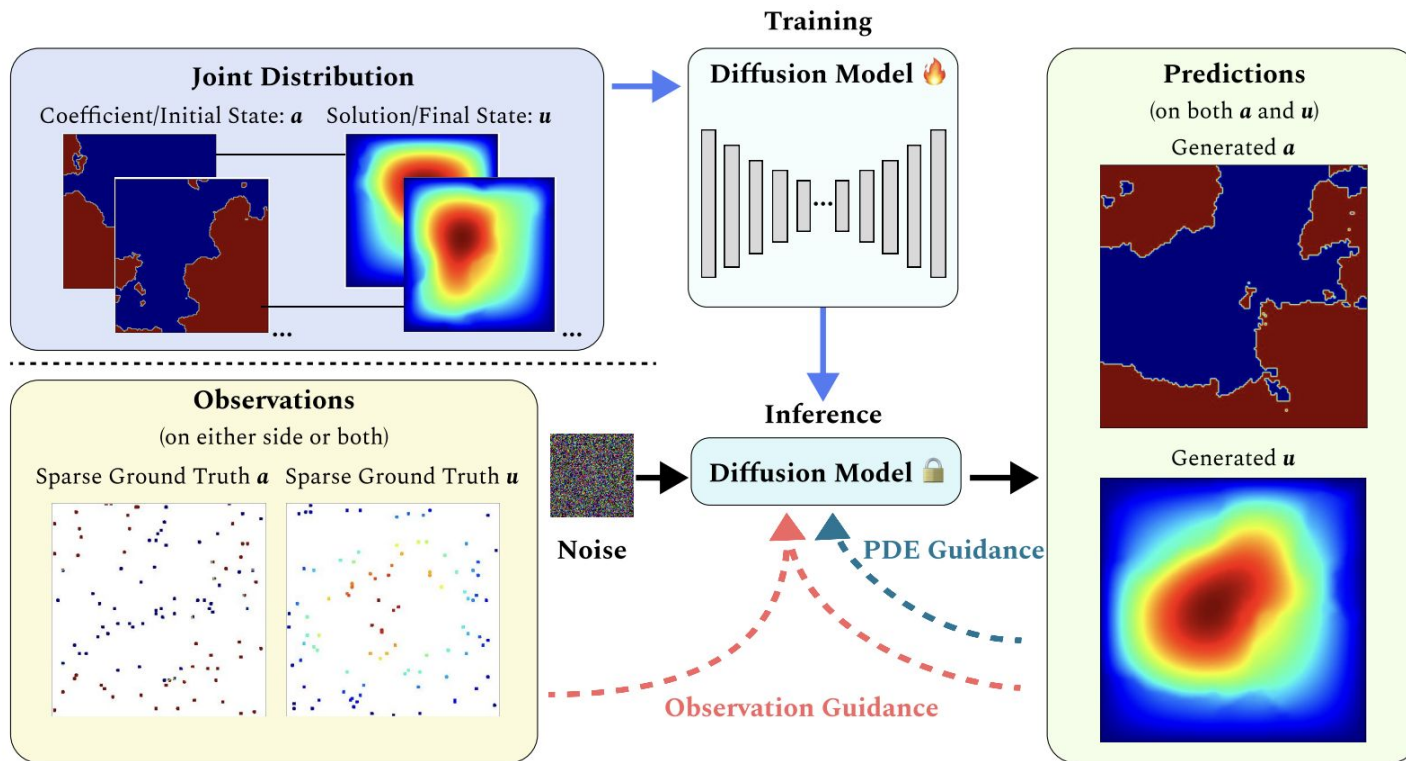 Training
Joint Distribution
Coefficient/Initial State: a
Solution/Final State: u
...
...
Diffusion Model 🔥
...
Predictions
(on both a and u)
Generated a
Generated u
Observations
(on either side or both)
Sparse Ground Truth a
Sparse Ground Truth u
Noise
Inference
Diffusion Model 🔒
PDE Guidance
Observation Guidance